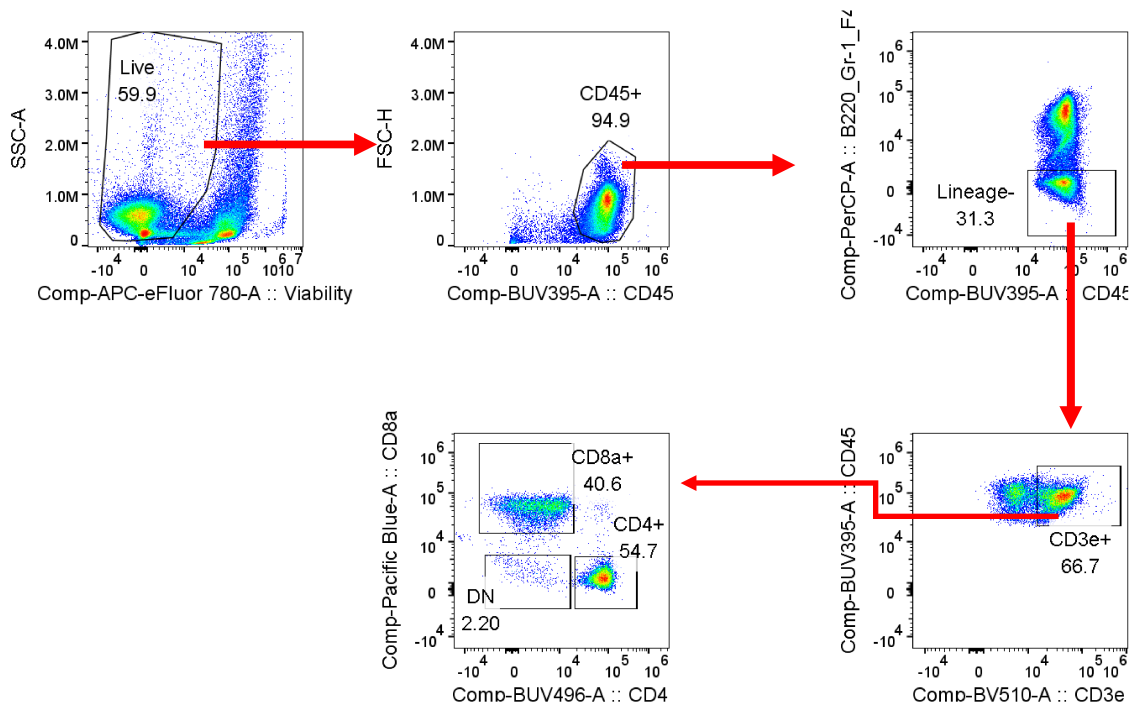 SSC-A
4.0M
3.0M
2.0M
1.0M
0
Live
59.9
-10 4 0 10 4 10 5 10 6 10 7
Comp-APC-eFluor 780-A :: Viability
FSC-H
4.0M
3.0M
2.0M
1.0M
0
CD45+
94.9
-10 4 0 10 4 10 5 10 6
Comp-BUV395-A :: CD45
Comp-PerCP-A :: B220_Gr-1_F4
10 6
10 5
10 4
0
-10 4
Lineage-
31.3
-10 4 0 10 4 10 5 10 6
Comp-BUV395-A :: CD45
Comp-Pacific Blue-A :: CD8a
10 6
10 5
10 4
0
-10 4
CD8a+
40.6
CD4+
54.7
DN
2.20
-10 4 0 10 4 10 5 10 6
Comp-BUV496-A :: CD4
Comp-BUV395-A :: CD45
10 6
10 5
10 4
0
-10 4
CD3e+
66.7
-10 4 0 10 4 10 5 10 6
Comp-BV510-A :: CD3e